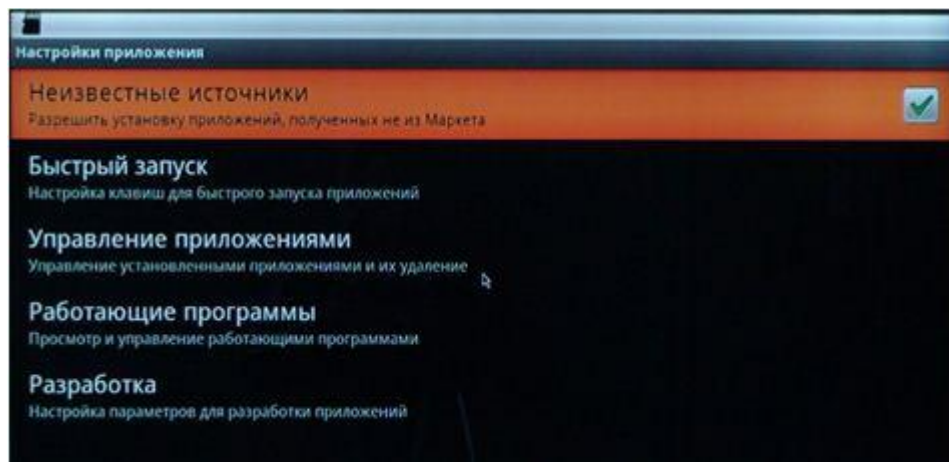 Настройки приложения
Неизвестные источники
Разрешить установку приложений, полученных не из Маркета
Быстрый запуск
Настройка клавиш для быстрого запуска приложений
Управление приложениями
Управление установленными приложениями и их удаление
Работающие программы
Просмотр и управление работающими программами
Разработка
Настройка параметров для разработки приложений